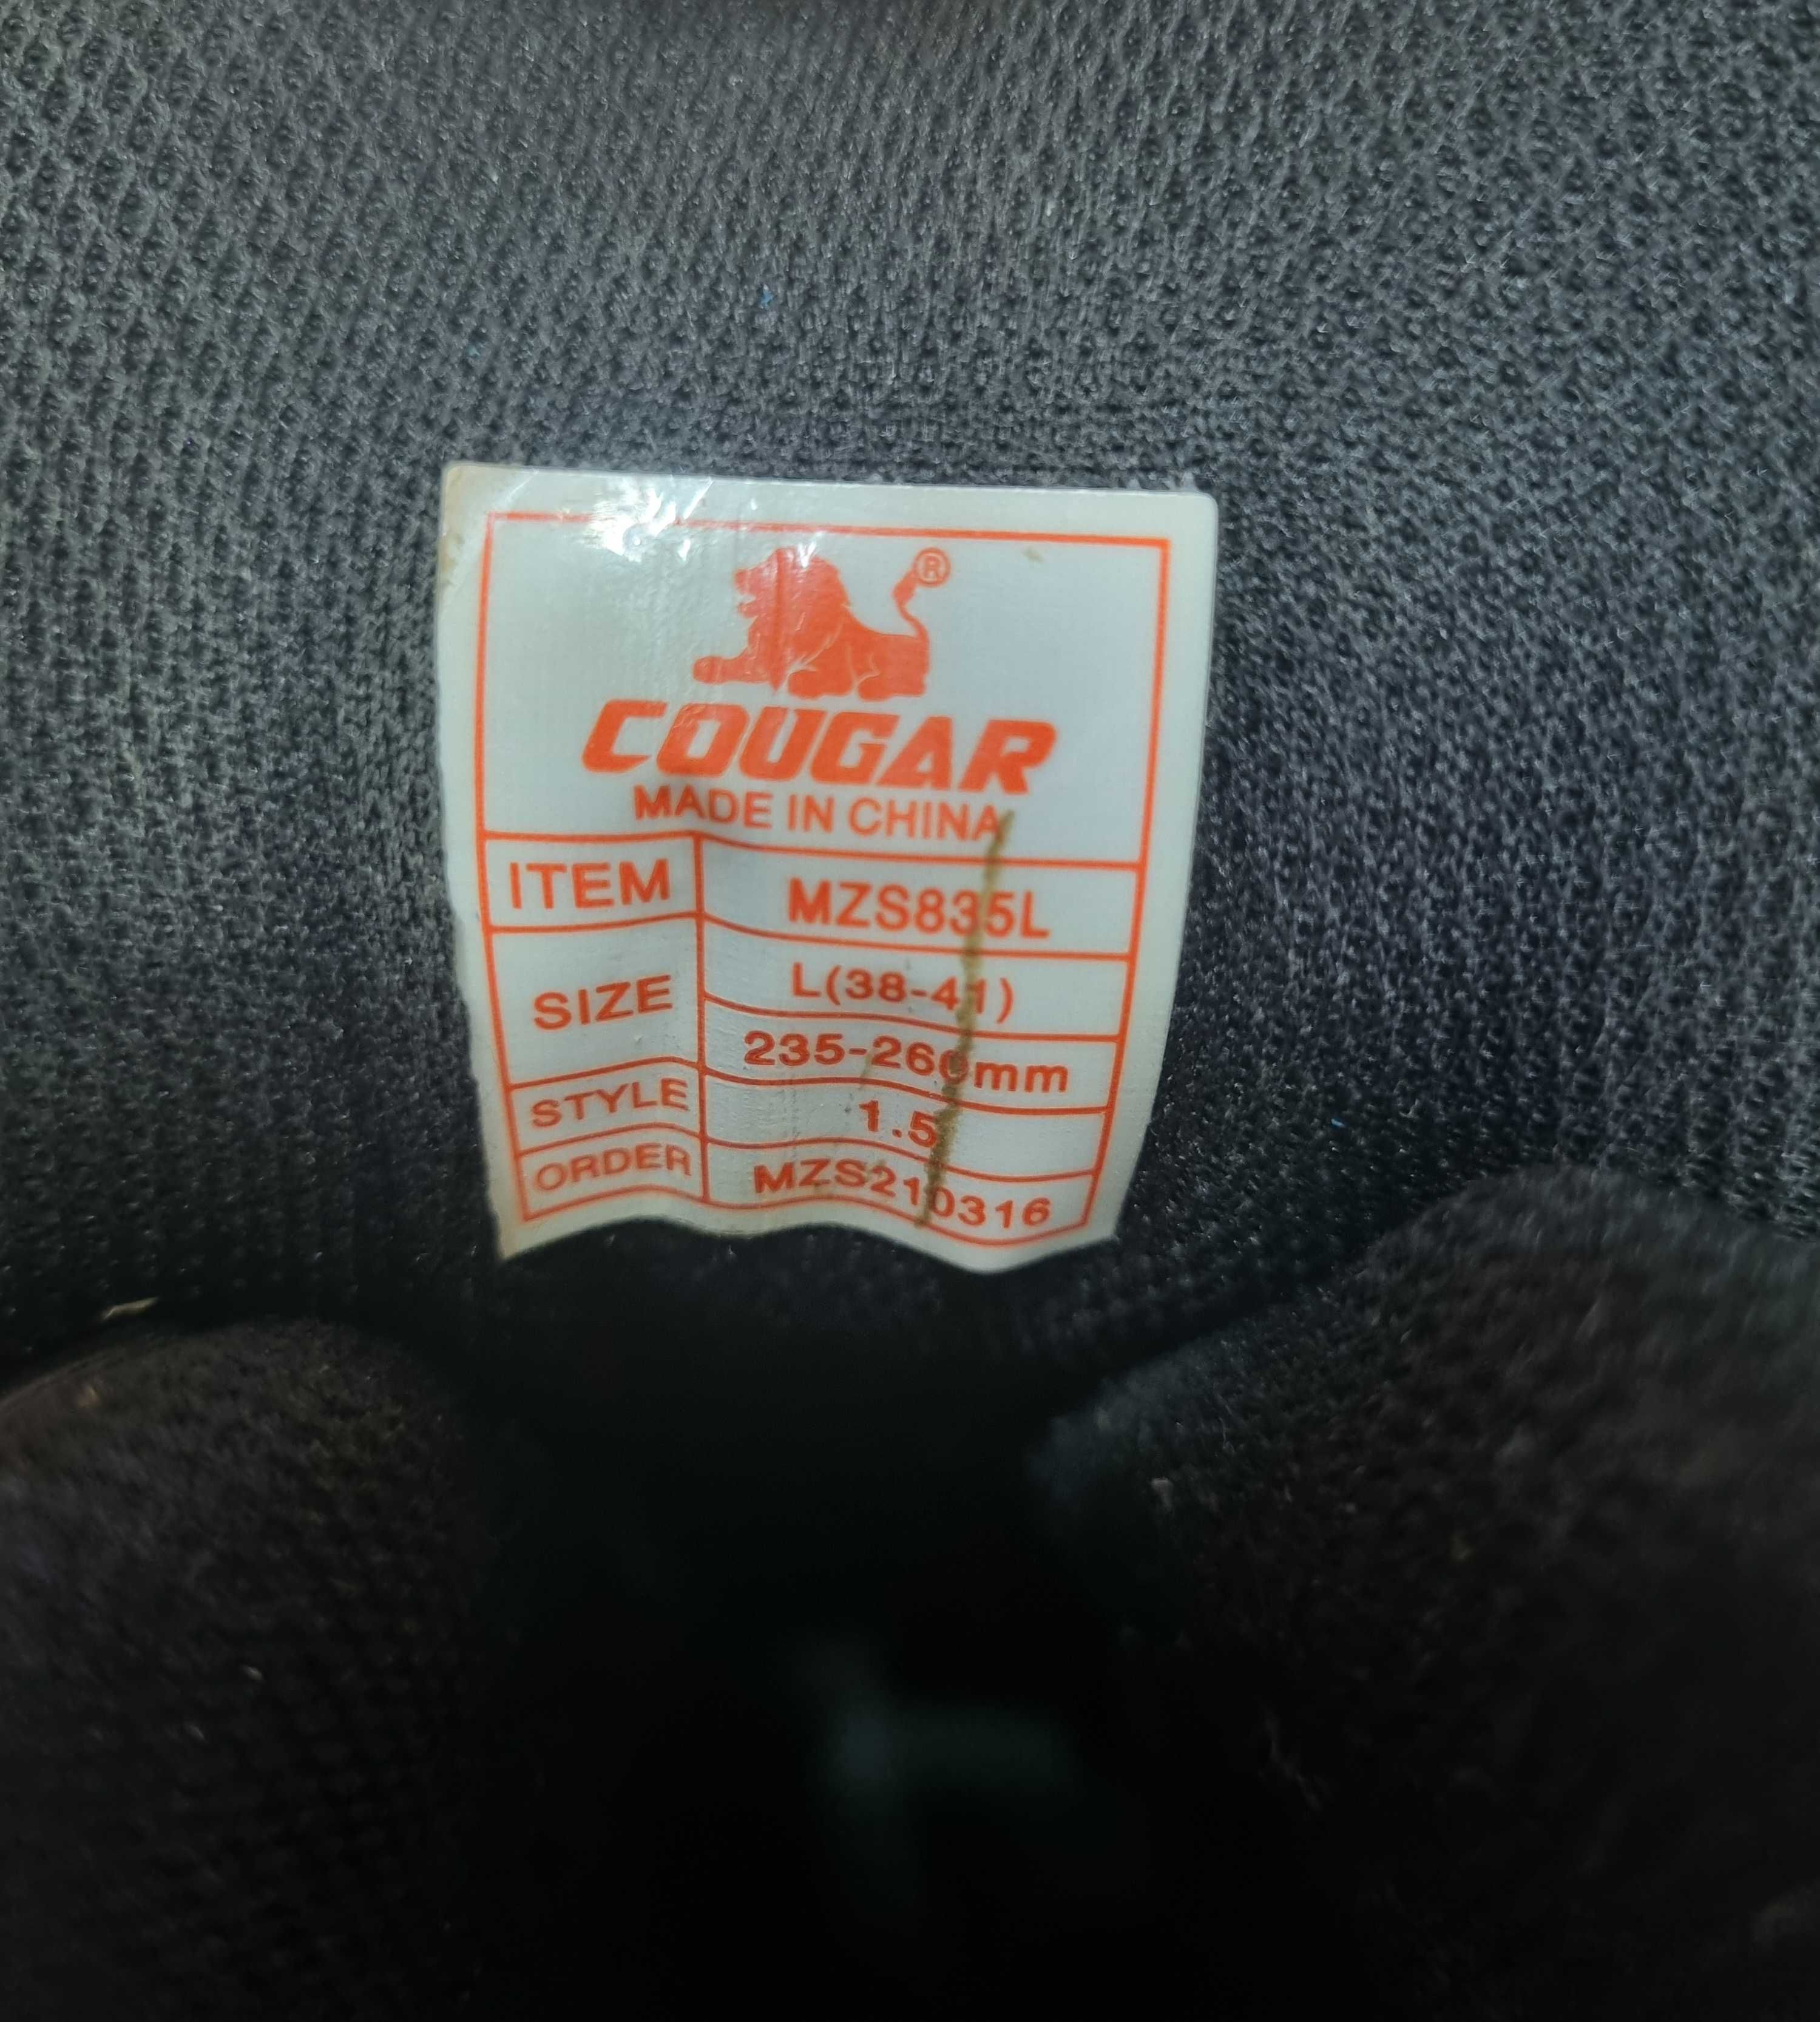 ®
COUGAR
MADE IN CHINA
ITEM MZS835L
SIZE L(38-41)
235-260mm
STYLE 1.5
ORDER MZS210316